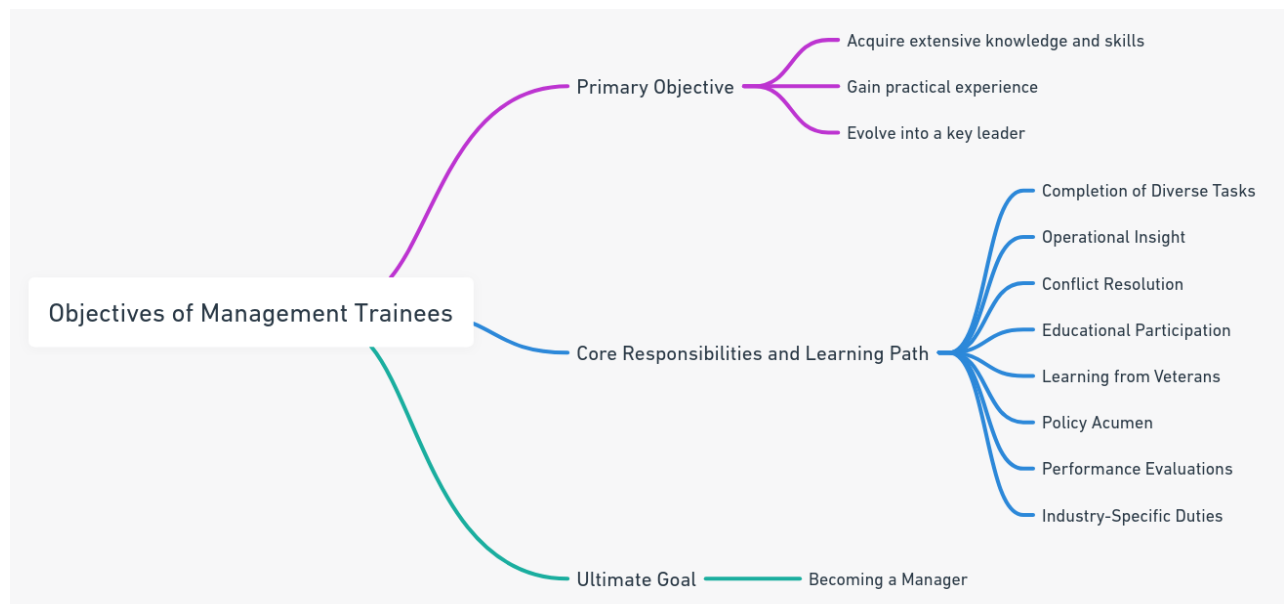 Objectives of Management Trainees
Primary Objective
Acquire extensive knowledge and skills
Gain practical experience
Evolve into a key leader
Core Responsibilities and Learning Path
Completion of Diverse Tasks
Operational Insight
Conflict Resolution
Educational Participation
Learning from Veterans
Policy Acumen
Performance Evaluations
Industry-Specific Duties
Ultimate Goal
Becoming a Manager